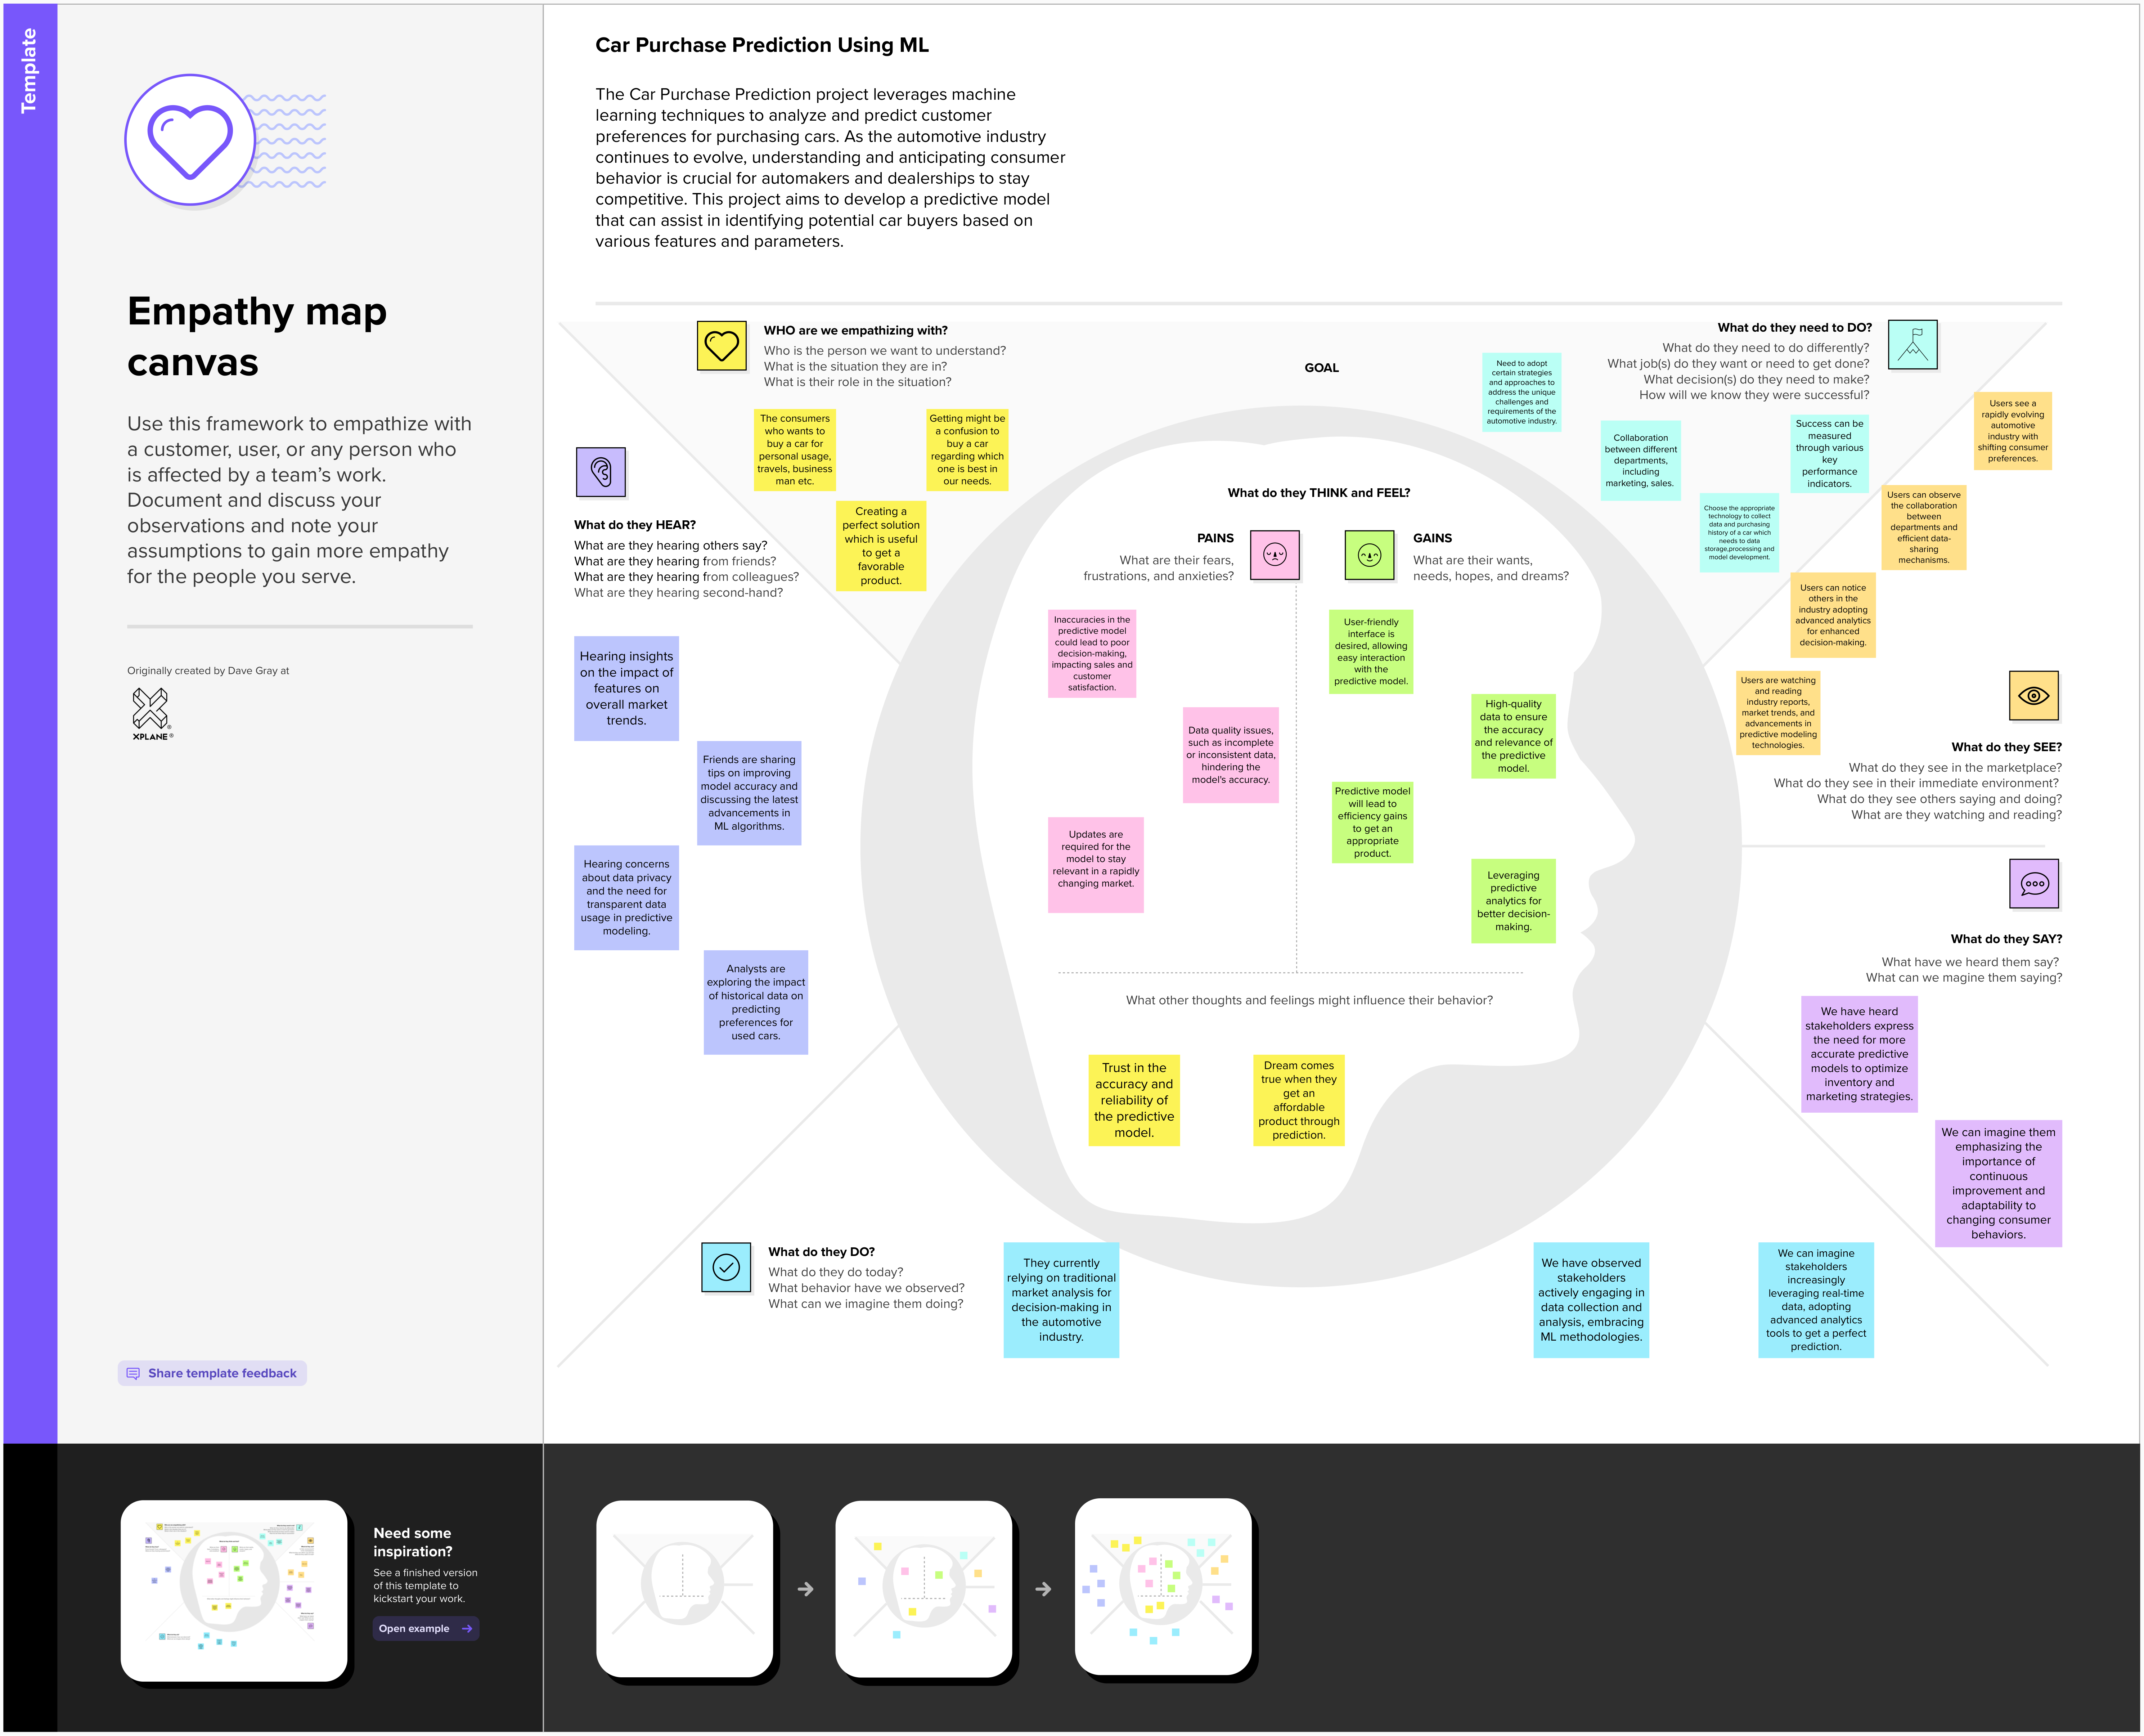 Template
Empathy map
canvas
Use this framework to empathize with
a customer, user, or any person who
is affected by a team's work.
Document and discuss your
observations and note your
assumptions to gain more empathy
for the people you serve.
Originally created by Dave Gray at
XPLANE®
Share template feedback
Car Purchase Prediction Using ML
The Car Purchase Prediction project leverages machine
learning techniques to analyze and predict customer
preferences for purchasing cars. As the automotive industry
continues to evolve, understanding and anticipating consumer
behavior is crucial for automakers and dealerships to stay
competitive. This project aims to develop a predictive model
that can assist in identifying potential car buyers based on
various features and parameters.
WHO are we empathizing with?
Who is the person we want to understand?
What is the situation they are in?
What is their role in the situation?
The consumers
who wants to
buy a car for
personal usage,
travels, business
man etc.
Getting might be
a confusion to
buy a car
regarding which
one is best in
our needs.
Creating a
perfect solution
which is useful
to get a
favorable
product.
GOAL
What do they need to DO?
What do they need to do differently?
What job(s) do they want or need to get done?
What decision(s) do they need to make?
How will we know they were successful?
Need to adopt
certain strategies
and approaches to
address the unique
challenges and
requirements of the
automotive industry.
Collaboration
between different
departments,
including
marketing, sales.
Success can be
measured
through various
key
performance
indicators.
Choose the appropriate
technology to collect
data and purchasing
history of a car which
needs to data
storage,processing and
model development.
Users see a
rapidly evolving
automotive
industry with
shifting consumer
preferences.
Users can observe
the collaboration
between
departments and
efficient data-
sharing
mechanisms.
Users can notice
others in the
industry adopting
advanced analytics
for enhanced
decision-making.
Users are watching
and reading
industry reports,
market trends, and
advancements in
predictive modeling
technologies.
What do they SEE?
What do they see in the marketplace?
What do they see in their immediate environment?
What do they see others saying and doing?
What are they watching and reading?
What do they HEAR?
What are they hearing others say?
What are they hearing from friends?
What are they hearing from colleagues?
What are they hearing second-hand?
Hearing insights
on the impact of
features on
overall market
trends.
Friends are sharing
tips on improving
model accuracy and
discussing the latest
advancements in
ML algorithms.
Hearing concerns
about data privacy
and the need for
transparent data
usage in predictive
modeling.
Analysts are
exploring the impact
of historical data on
predicting
preferences for
used cars.
What do they THINK and FEEL?
PAINS
What are their fears,
frustrations, and anxieties?
GAINS
What are their wants,
needs, hopes, and dreams?
Inaccuracies in the
predictive model
could lead to poor
decision-making,
impacting sales and
customer
satisfaction.
Data quality issues,
such as incomplete
or inconsistent data,
hindering the
model's accuracy.
Updates are
required for the
model to stay
relevant in a rapidly
changing market.
User-friendly
interface is
desired, allowing
easy interaction
with the
predictive model.
High-quality
data to ensure
the accuracy
and relevance of
the predictive
model.
Predictive model
will lead to
efficiency gains
to get an
appropriate
product.
Leveraging
predictive
analytics for
better decision-
making.
What other thoughts and feelings might influence their behavior?
Trust in the
accuracy and
reliability of
the predictive
model.
Dream comes
true when they
get an
affordable
product through
prediction.
What do they SAY?
What have we heard them say?
What can we magine them saying?
We have heard
stakeholders express
the need for more
accurate predictive
models to optimize
inventory and
marketing strategies.
We can imagine them
emphasizing the
importance of
continuous
improvement and
adaptability to
changing consumer
behaviors.
What do they DO?
What do they do today?
What behavior have we observed?
What can we imagine them doing?
They currently
relying on traditional
market analysis for
decision-making in
the automotive
industry.
We have observed
stakeholders
actively engaging in
data collection and
analysis, embracing
ML methodologies.
We can imagine
stakeholders
increasingly
leveraging real-time
data, adopting
advanced analytics
tools to get a perfect
prediction.
Need some
inspiration?
See a finished version
of this template to
kickstart your work.
Open example